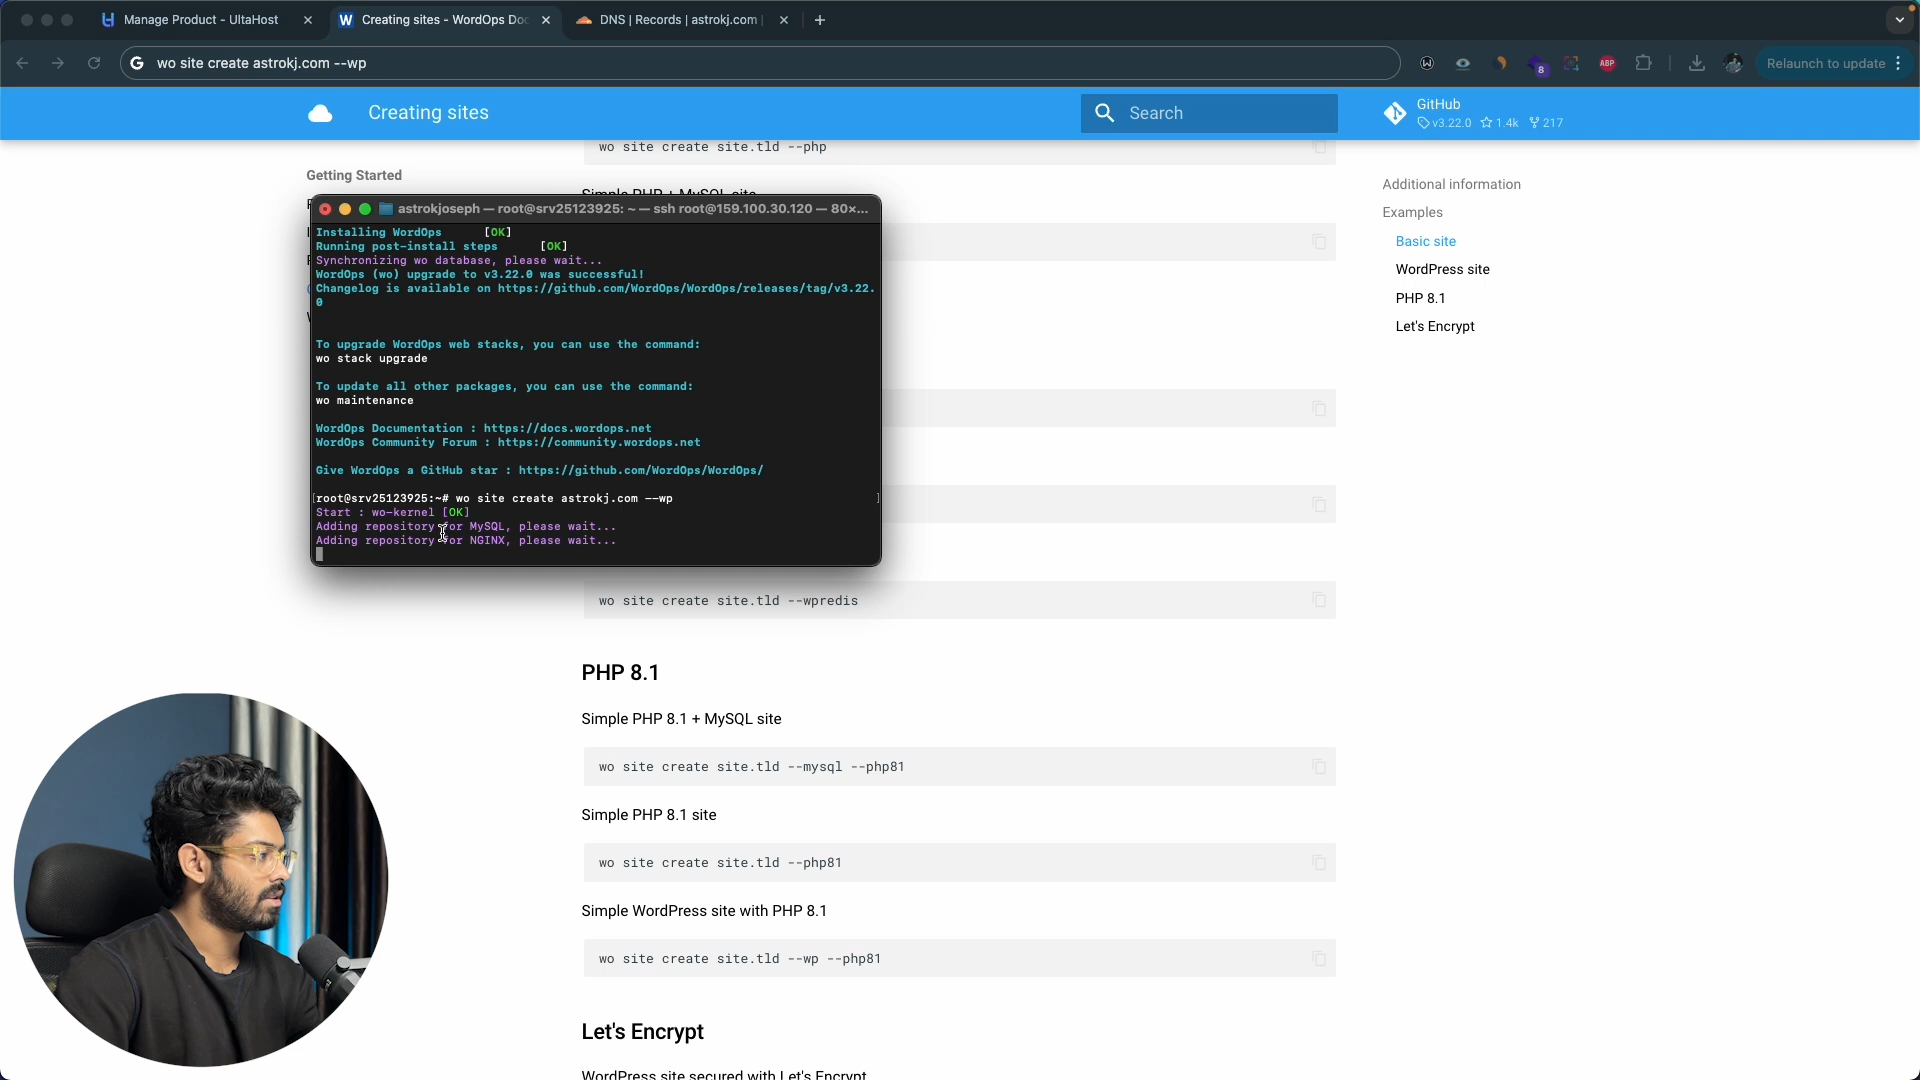 Manage Product - UltaHost
Creating sites - WordOps Doc
DNS | Records | astrokj.com |
wo site create astrokj.com --wp
8
ABP
Relaunch to update
Creating sites
Search
GitHub
v3.22.0 1.4k 217
wo site create site.tld --php
Getting Started
Simple PHP + MySQL site
Additional information
Examples
Basic site
WordPress site
PHP 8.1
Let's Encrypt
astrokjoseph — root@srv25123925: ~ — ssh root@159.100.30.120 — 80×...
Installing WordOps [OK]
Running post-install steps [OK]
Synchronizing wo database, please wait...
WordOps (wo) upgrade to v3.22.0 was successful!
Changelog is available on https://github.com/WordOps/WordOps/releases/tag/v3.22.
0
To upgrade WordOps web stacks, you can use the command:
wo stack upgrade
To update all other packages, you can use the command:
wo maintenance
WordOps Documentation : https://docs.wordops.net
WordOps Community Forum : https://community.wordops.net
Give WordOps a GitHub star : https://github.com/WordOps/WordOps/
[root@srv25123925:~# wo site create astrokj.com --wp ]
Start : wo-kernel [OK]
Adding repository for MySQL, please wait...
Adding repository for NGINX, please wait...
wo site create site.tld --wpredis
PHP 8.1
Simple PHP 8.1 + MySQL site
wo site create site.tld --mysql --php81
Simple PHP 8.1 site
wo site create site.tld --php81
Simple WordPress site with PHP 8.1
wo site create site.tld --wp --php81
Let's Encrypt
WordPress site secured with Let's Encrypt